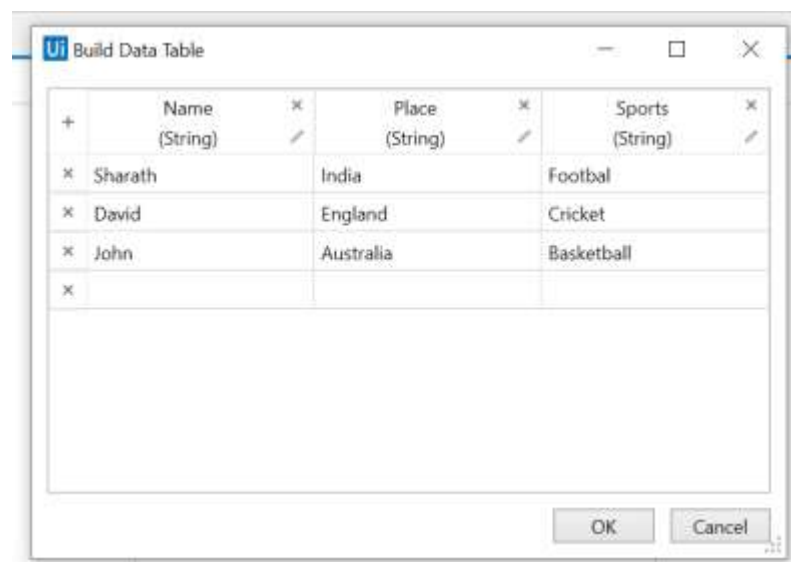 Ui Build Data Table
Name Place Sports
(String) (String) (String)
Sharath India Footbal
David England Cricket
John Australia Basketball
OK Cancel